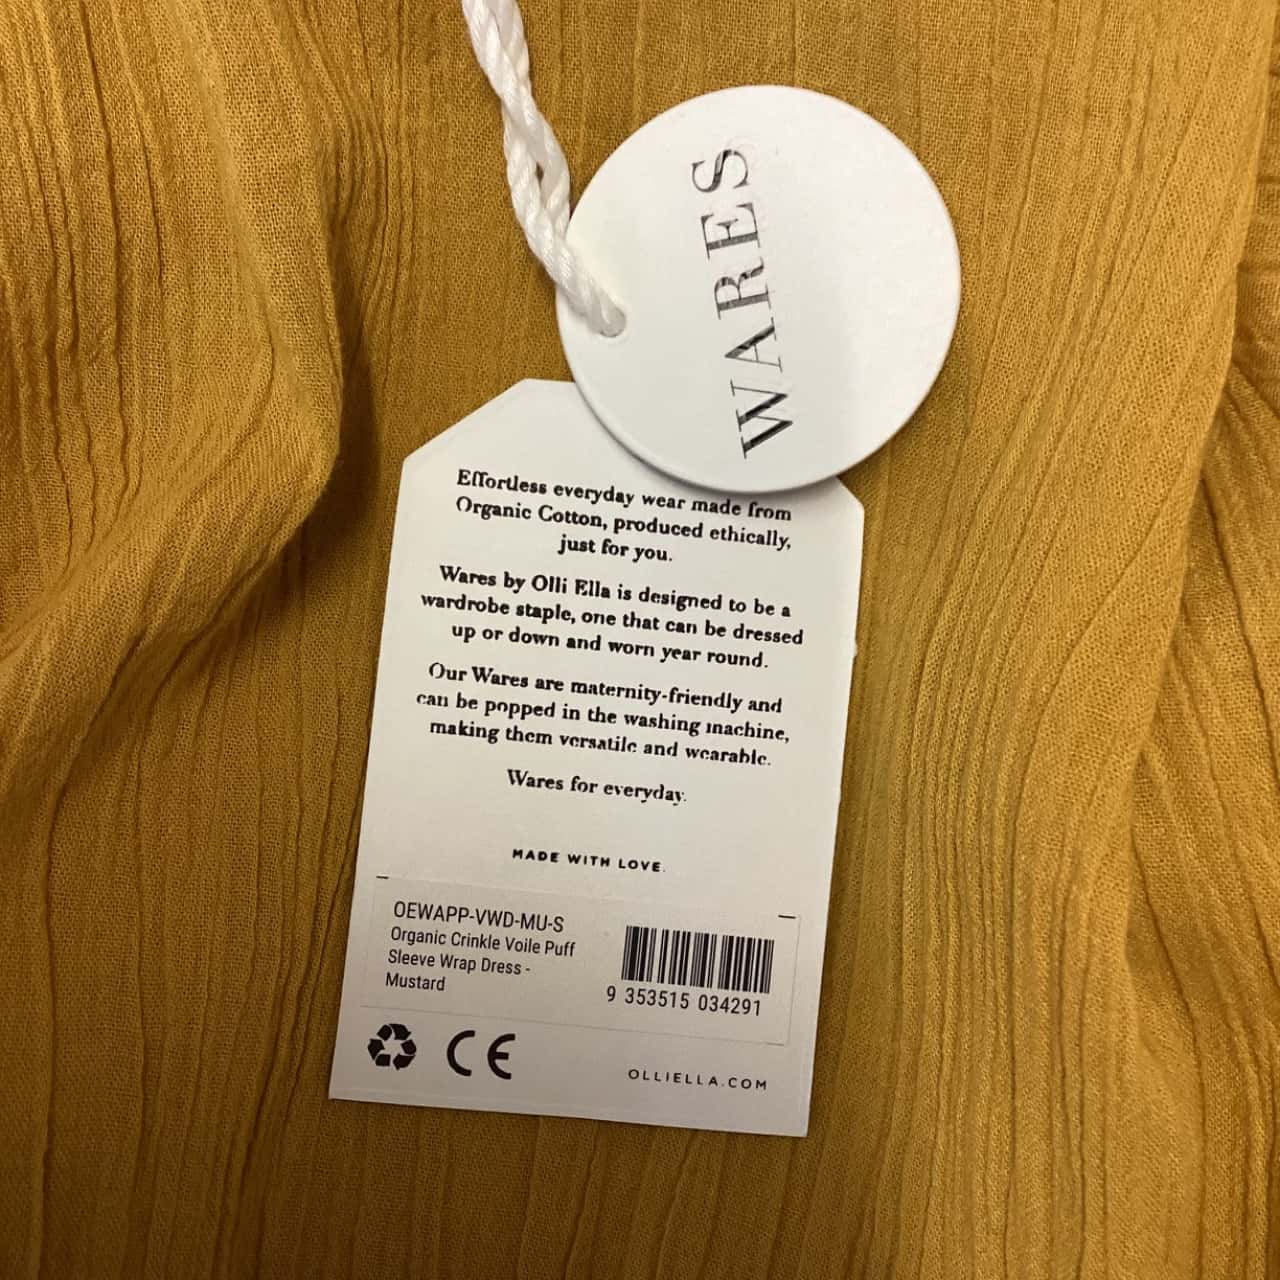 WARES
Effortless everyday wear made from
Organic Cotton, produced ethically,
just for you.
Wares by Olli Ella is designed to be a
wardrobe staple, one that can be dressed
up or down and worn year round.
Our Wares are maternity-friendly and
can be popped in the washing machine,
making them versatile and wearable.
Wares for everyday.
MADE WITH LOVE.
OEWAPP-VWD-MU-S
Organic Crinkle Voile Puff
Sleeve Wrap Dress -
Mustard
9 353515 034291
CE
OLLIELLA.COM